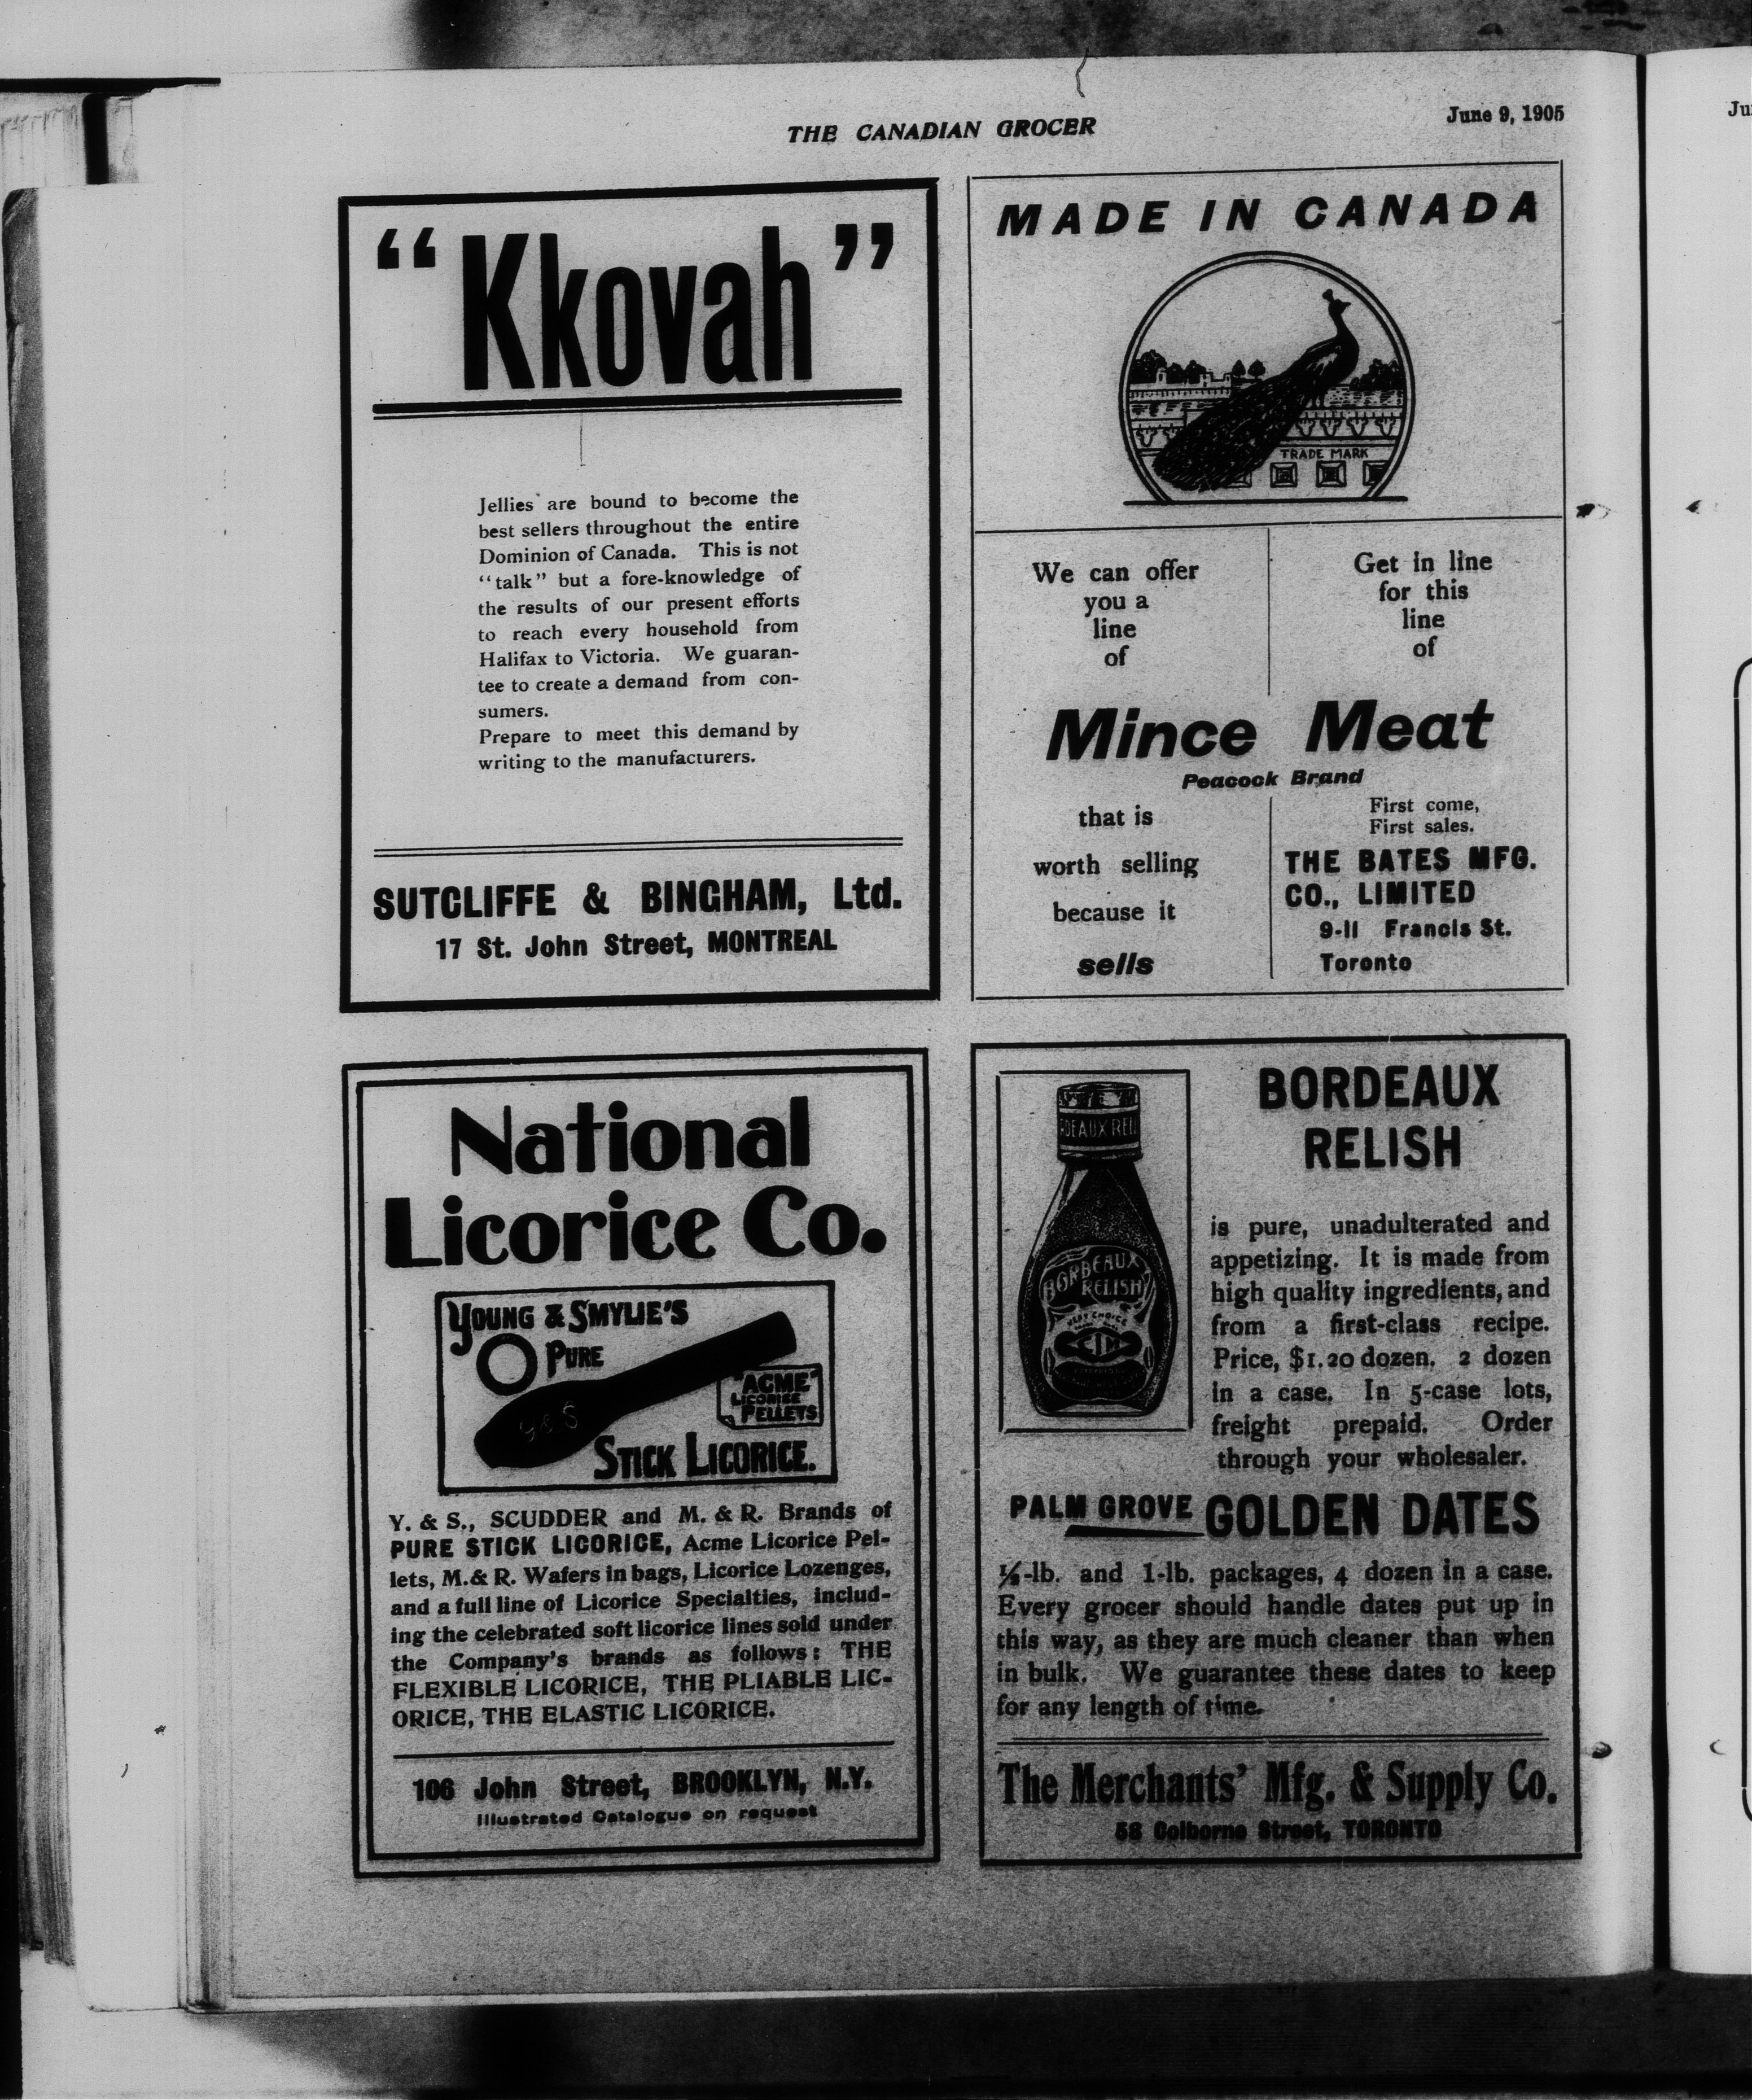 THE CANADIAN GROCER
June 9, 1905
"Kkovah"
Jellies are bound to become the
best sellers throughout the entire
Dominion of Canada. This is not
"talk" but a fore-knowledge of
the results of our present efforts
to reach every household from
Halifax to Victoria. We guaran-
tee to create a demand from con-
sumers.
Prepare to meet this demand by
writing to the manufacturers.
SUTCLIFFE & BINGHAM, Ltd.
17 St. John Street, MONTREAL
MADE IN CANADA
TRADE MARK
We can offer
you a
line
of
Get in line
for this
line
of
Mince Meat
Peacock Brand
that is
worth selling
because it
sells
First come,
First sales.
THE BATES MFG.
CO., LIMITED
9-11 Francis St.
Toronto
National
Licorice Co.
YOUNG & SMYLIE'S
PURE
Y & S
"ACME"
LICORICE
PELLETS
STICK LICORICE.
Y. & S., SCUDDER and M. & R. Brands of
PURE STICK LICORICE, Acme Licorice Pel-
lets, M. & R. Wafers in bags, Licorice Lozenges,
and a full line of Licorice Specialties, includ-
ing the celebrated soft licorice lines sold under
the Company's brands as follows: THE
FLEXIBLE LICORICE, THE PLIABLE LIC-
ORICE, THE ELASTIC LICORICE.
106 John Street, BROOKLYN, N.Y.
Illustrated Catalogue on request
DEAUX REL
BORDEAUX
RELISH
VERY CHOICE
BORDEAUX
RELISH
is pure, unadulterated and
appetizing. It is made from
high quality ingredients, and
from a first-class recipe.
Price, $1.20 dozen. 2 dozen
in a case. In 5-case lots,
freight prepaid. Order
through your wholesaler.
PALM GROVE GOLDEN DATES
½-lb. and 1-lb. packages, 4 dozen in a case.
Every grocer should handle dates put up in
this way, as they are much cleaner than when
in bulk. We guarantee these dates to keep
for any length of time.
The Merchants' Mfg. & Supply Co.
58 Colborne Street, TORONTO
Ju